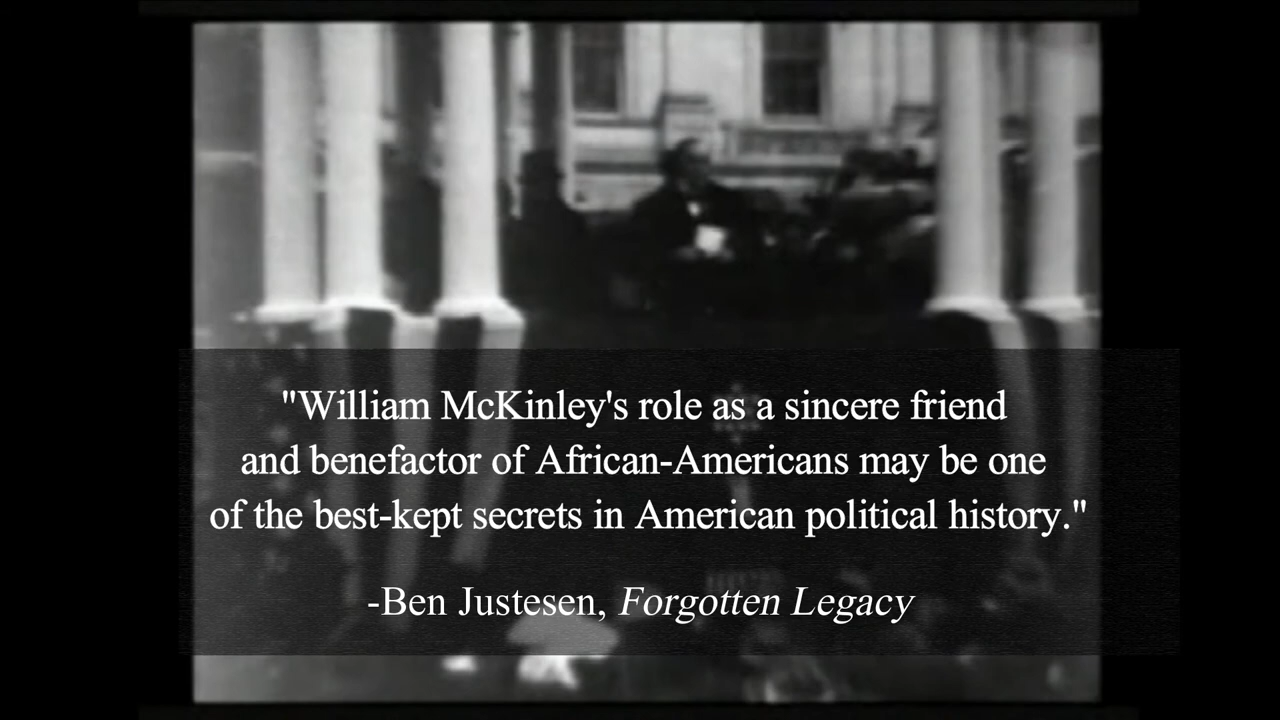 "William McKinley's role as a sincere friend
and benefactor of African-Americans may be one
of the best-kept secrets in American political history."
-Ben Justesen, Forgotten Legacy